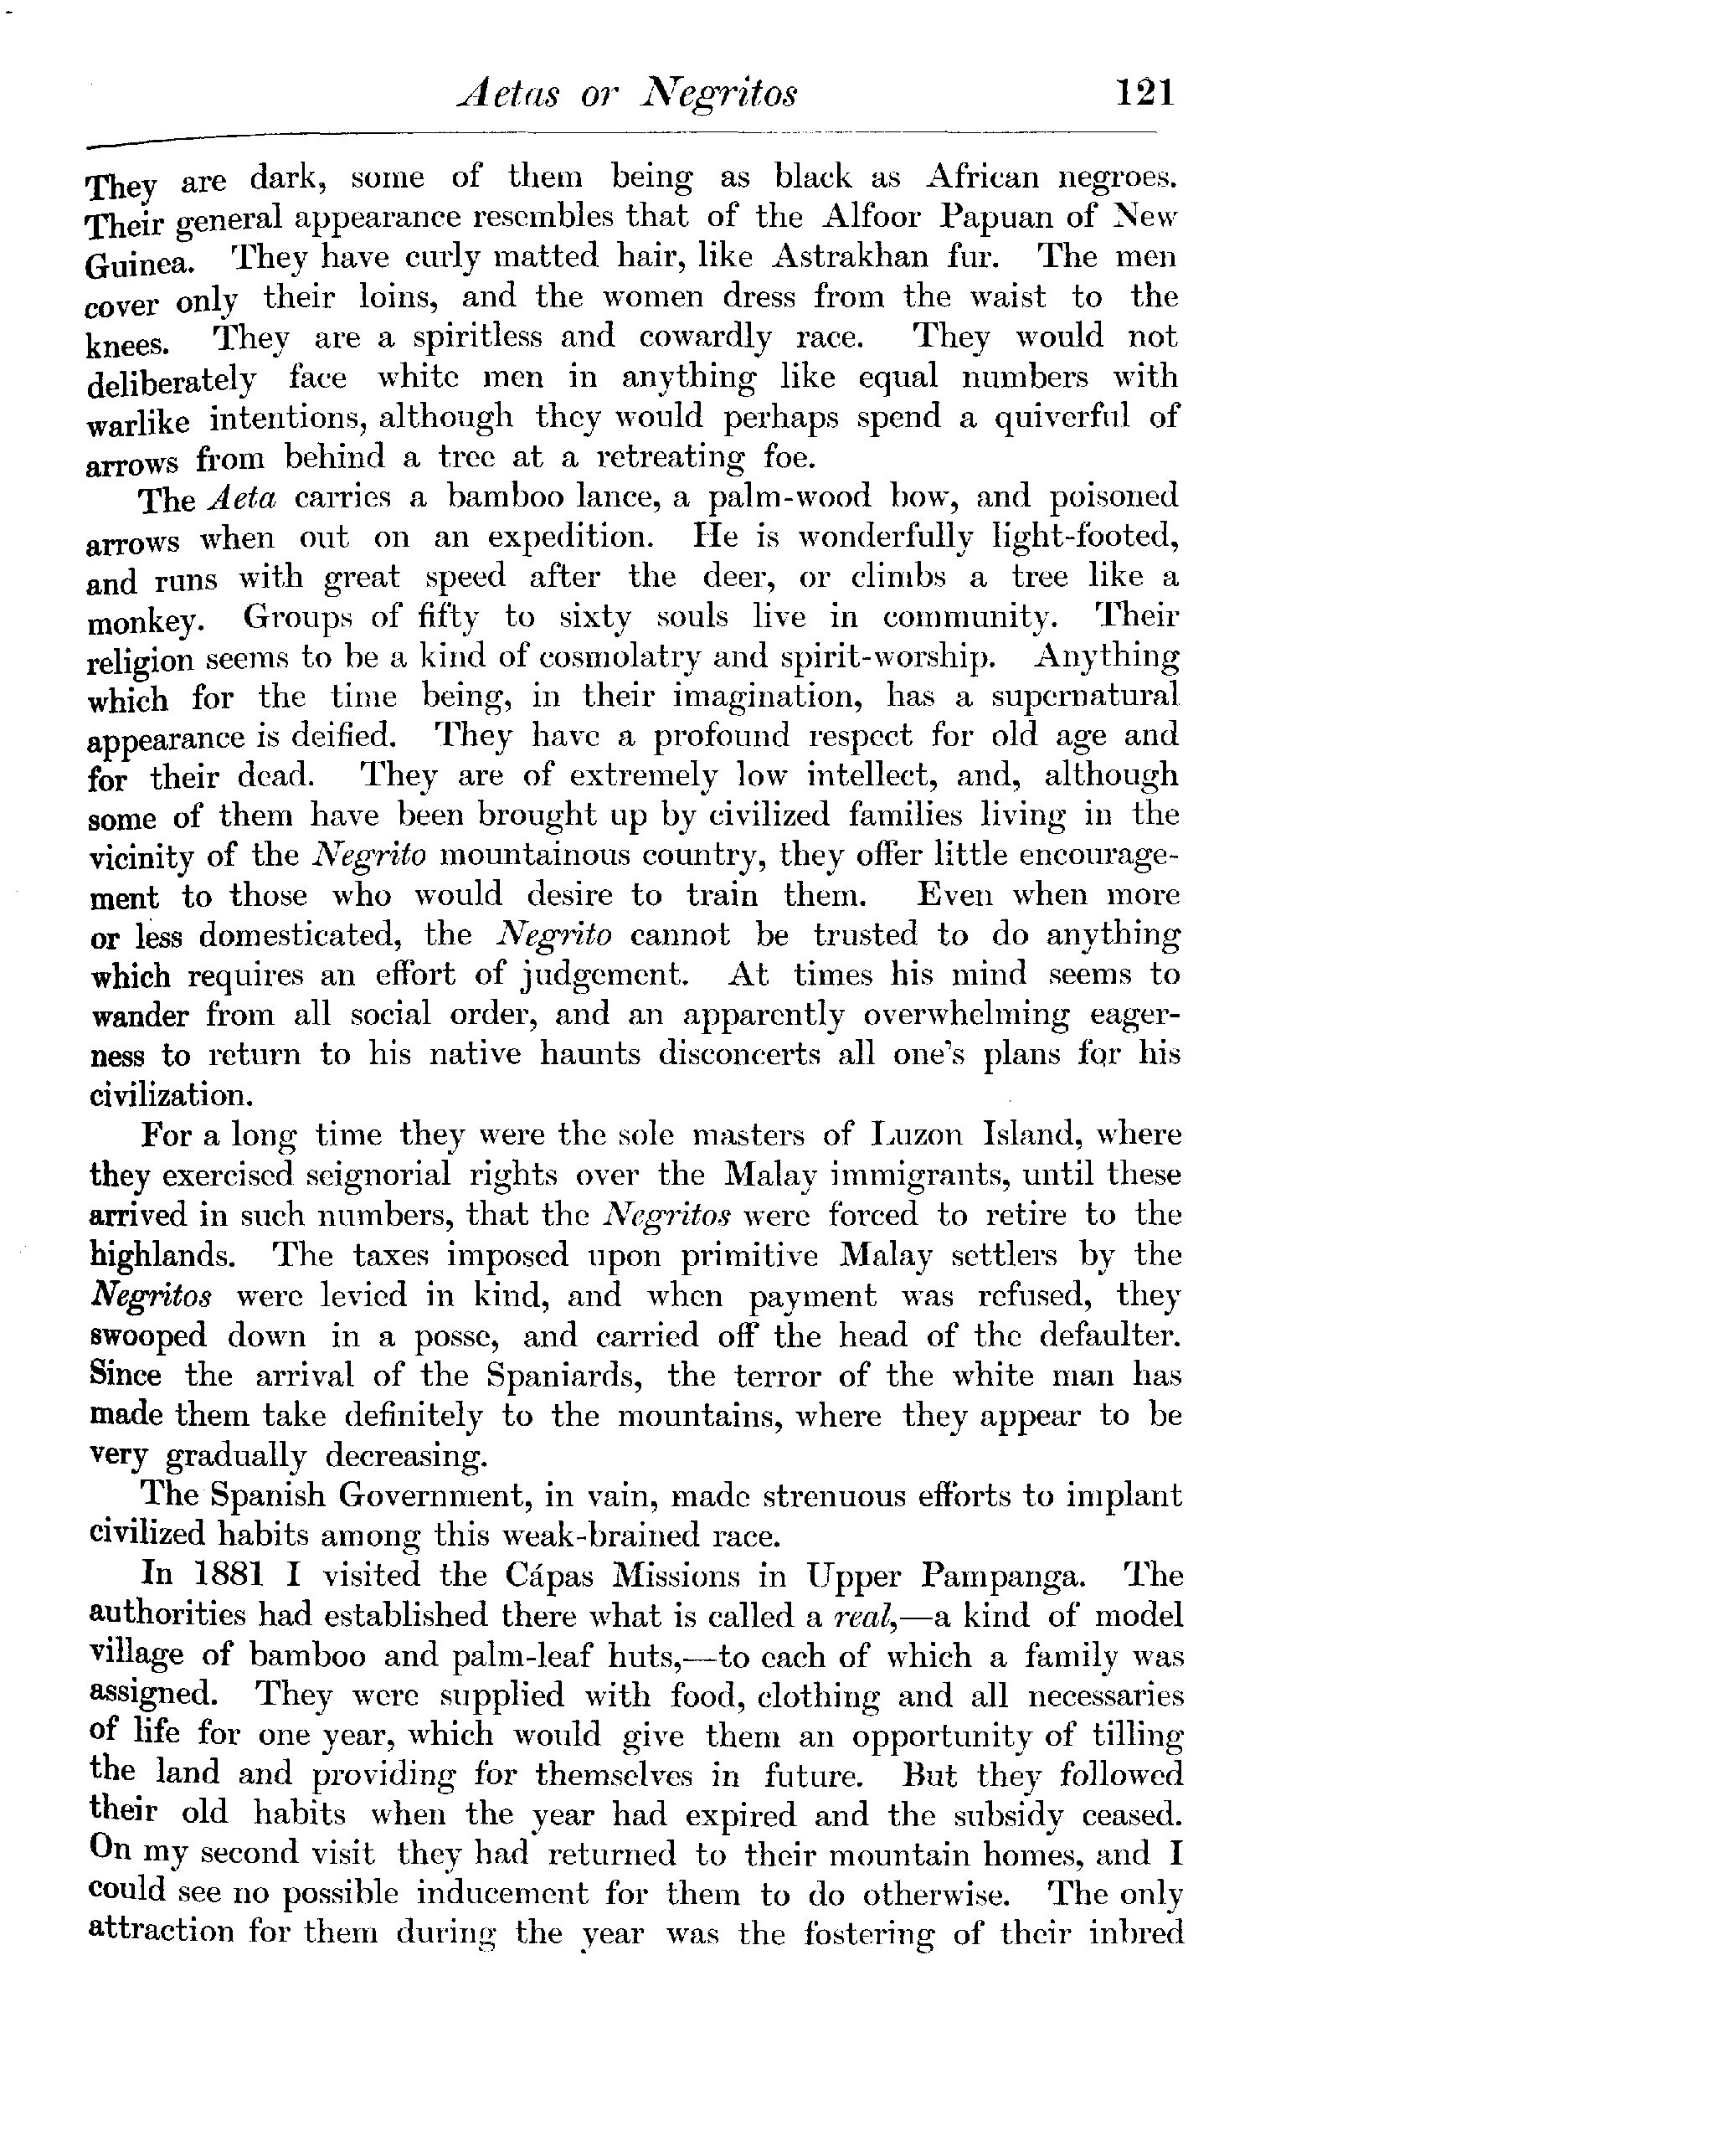 Aetas or Negritos 121
They are dark, some of them being as black as African negroes.
Their general appearance resembles that of the Alfoor Papuan of New
Guinea. They have curly matted hair, like Astrakhan fur. The men
cover only their loins, and the women dress from the waist to the
knees. They are a spiritless and cowardly race. They would not
deliberately face white men in anything like equal numbers with
warlike intentions, although they would perhaps spend a quiverful of
arrows from behind a tree at a retreating foe.
The Aeta carries a bamboo lance, a palm-wood bow, and poisoned
arrows when out on an expedition. He is wonderfully light-footed,
and runs with great speed after the deer, or climbs a tree like a
monkey. Groups of fifty to sixty souls live in community. Their
religion seems to be a kind of cosmolatry and spirit-worship. Anything
which for the time being, in their imagination, has a supernatural
appearance is deified. They have a profound respect for old age and
for their dead. They are of extremely low intellect, and, although
some of them have been brought up by civilized families living in the
vicinity of the Negrito mountainous country, they offer little encourage-
ment to those who would desire to train them. Even when more
or less domesticated, the Negrito cannot be trusted to do anything
which requires an effort of judgement. At times his mind seems to
wander from all social order, and an apparently overwhelming eager-
ness to return to his native haunts disconcerts all one's plans for his
civilization.
For a long time they were the sole masters of Luzon Island, where
they exercised seignorial rights over the Malay immigrants, until these
arrived in such numbers, that the Negritos were forced to retire to the
highlands. The taxes imposed upon primitive Malay settlers by the
Negritos were levied in kind, and when payment was refused, they
swooped down in a posse, and carried off the head of the defaulter.
Since the arrival of the Spaniards, the terror of the white man has
made them take definitely to the mountains, where they appear to be
very gradually decreasing.
The Spanish Government, in vain, made strenuous efforts to implant
civilized habits among this weak-brained race.
In 1881 I visited the Cápas Missions in Upper Pampanga. The
authorities had established there what is called a real,—a kind of model
village of bamboo and palm-leaf huts,—to each of which a family was
assigned. They were supplied with food, clothing and all necessaries
of life for one year, which would give them an opportunity of tilling
the land and providing for themselves in future. But they followed
their old habits when the year had expired and the subsidy ceased.
On my second visit they had returned to their mountain homes, and I
could see no possible inducement for them to do otherwise. The only
attraction for them during the year was the fostering of their inbred